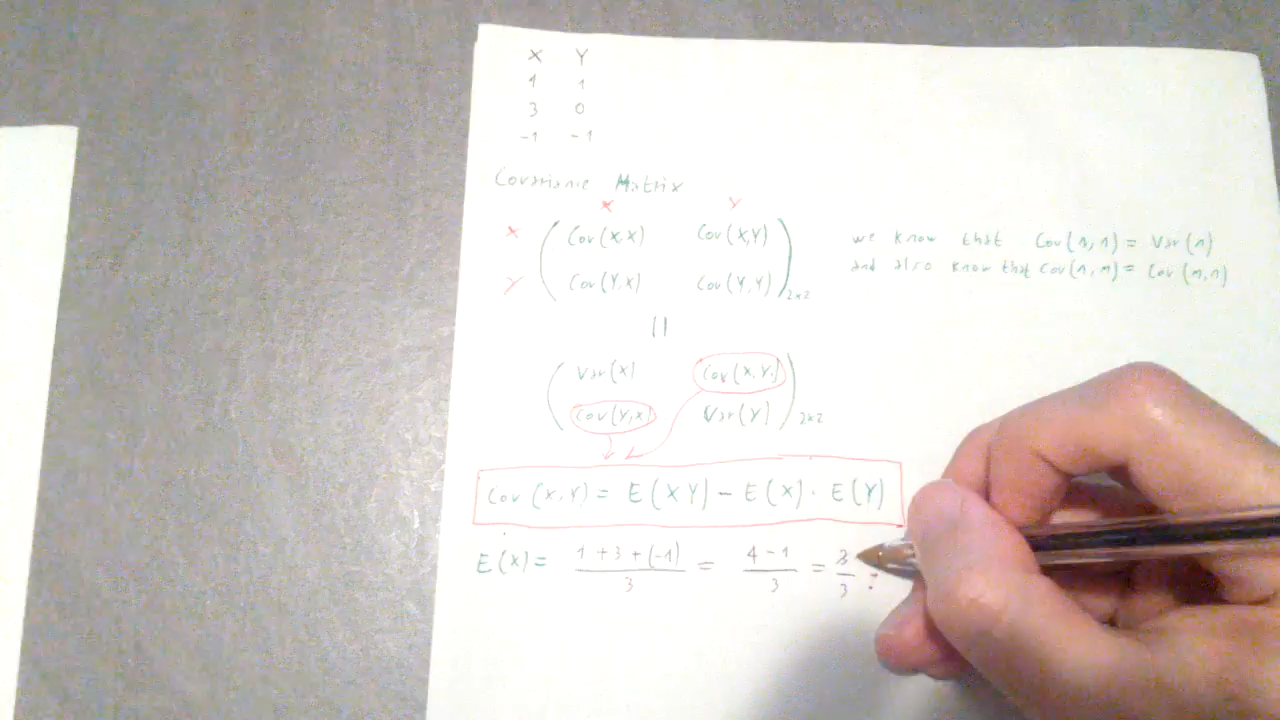 X Y
1 1
3 0
-1 -1
Covariance Matrix
X Y
X ( Cov(X,X) Cov(X,Y)
Y Cov(Y,X) Cov(Y,Y) ) 2x2
we know that Cov(n,n) = Var(n)
and also know that Cov(n,m) = Cov(m,n)
||
( Var(X) Cov(X,Y)
Cov(Y,X) Var(Y) ) 2x2
Cov(X,Y) = E(XY) - E(X) · E(Y)
E(X) = 1+3+(-1)/3 = 4-1/3 = 3/3 =